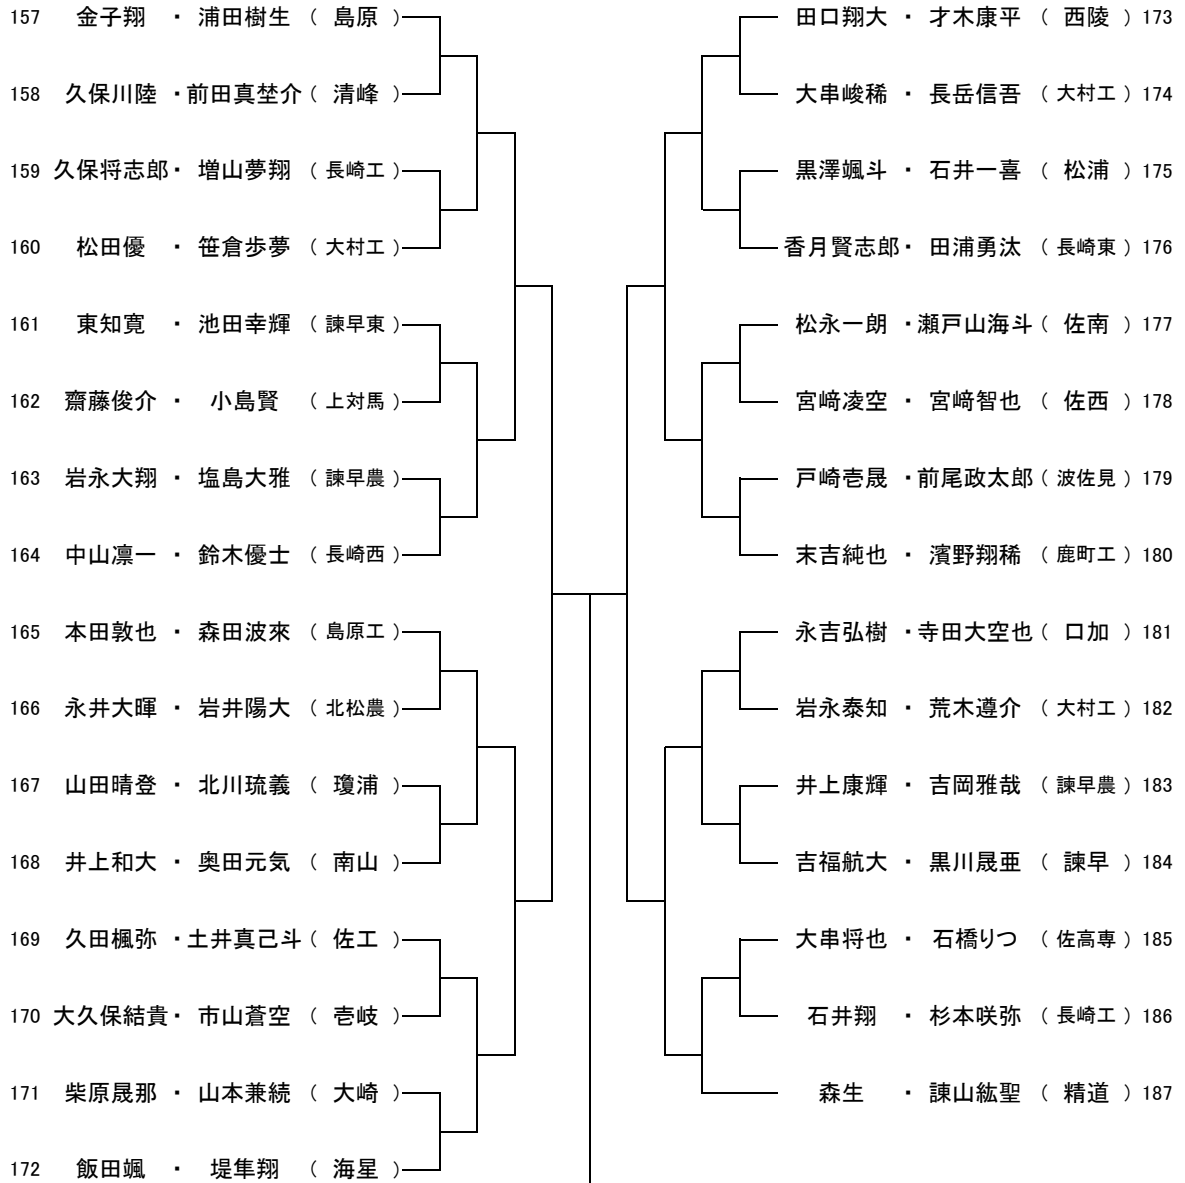 157 金子翔 ・ 浦田樹生 ( 島原 )
158 久保川陸 ・前田真埜介 ( 清峰 )
159 久保将志郎・ 増山夢翔 ( 長崎工 )
160 松田優 ・ 笹倉歩夢 ( 大村工 )
161 東知寛 ・ 池田幸輝 ( 諫早東 )
162 齋藤俊介 ・ 小島賢 ( 上対馬 )
163 岩永大翔 ・ 塩島大雅 ( 諫早農 )
164 中山凛一 ・ 鈴木優士 ( 長崎西 )
165 本田敦也 ・ 森田波來 ( 島原工 )
166 永井大暉 ・ 岩井陽大 ( 北松農 )
167 山田晴登 ・ 北川琉義 ( 瓊浦 )
168 井上和大 ・ 奥田元気 ( 南山 )
169 久田楓弥 ・土井真己斗 ( 佐工 )
170 大久保結貴・ 市山蒼空 ( 壱岐 )
171 柴原晟那 ・ 山本兼続 ( 大崎 )
172 飯田颯 ・ 堤隼翔 ( 海星 )
田口翔大 ・ 才木康平 ( 西陵 ) 173
大串峻稀 ・ 長岳信吾 ( 大村工 ) 174
黒澤颯斗 ・ 石井一喜 ( 松浦 ) 175
香月賢志郎・ 田浦勇汰 ( 長崎東 ) 176
松永一朗 ・瀬戸山海斗 ( 佐南 ) 177
宮﨑凌空 ・ 宮﨑智也 ( 佐西 ) 178
戸崎壱晟 ・前尾政太郎 ( 波佐見 ) 179
末吉純也 ・ 濱野翔稀 ( 鹿町工 ) 180
永吉弘樹 ・寺田大空也 ( 口加 ) 181
岩永泰知 ・ 荒木遵介 ( 大村工 ) 182
井上康輝 ・ 吉岡雅哉 ( 諫早農 ) 183
吉福航大 ・ 黒川晟亜 ( 諫早 ) 184
大串将也 ・ 石橋りつ ( 佐高専 ) 185
石井翔 ・ 杉本咲弥 ( 長崎工 ) 186
森生 ・ 諌山紘聖 ( 精道 ) 187